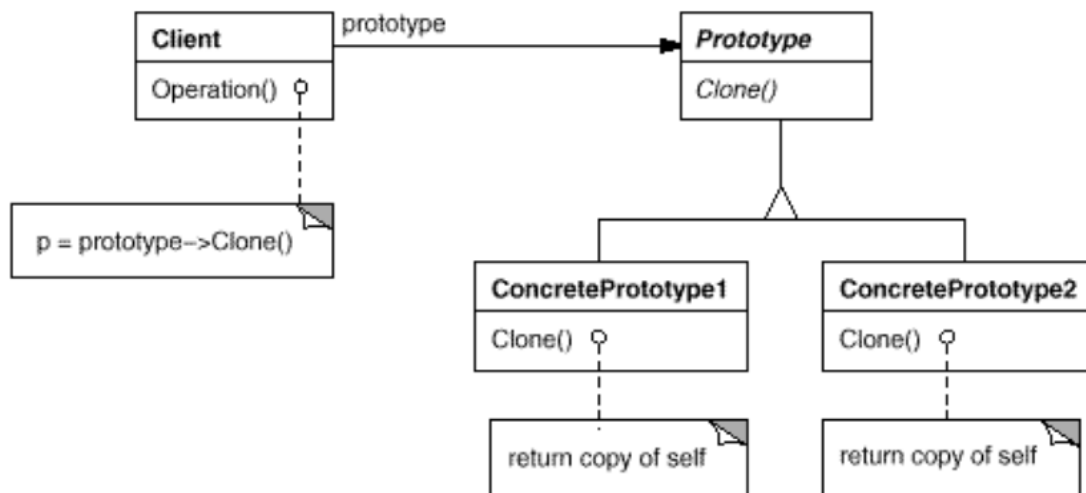 Client
prototype
Prototype
Operation()
Clone()
p = prototype–>Clone()
ConcretePrototype1
ConcretePrototype2
Clone()
Clone()
return copy of self
return copy of self